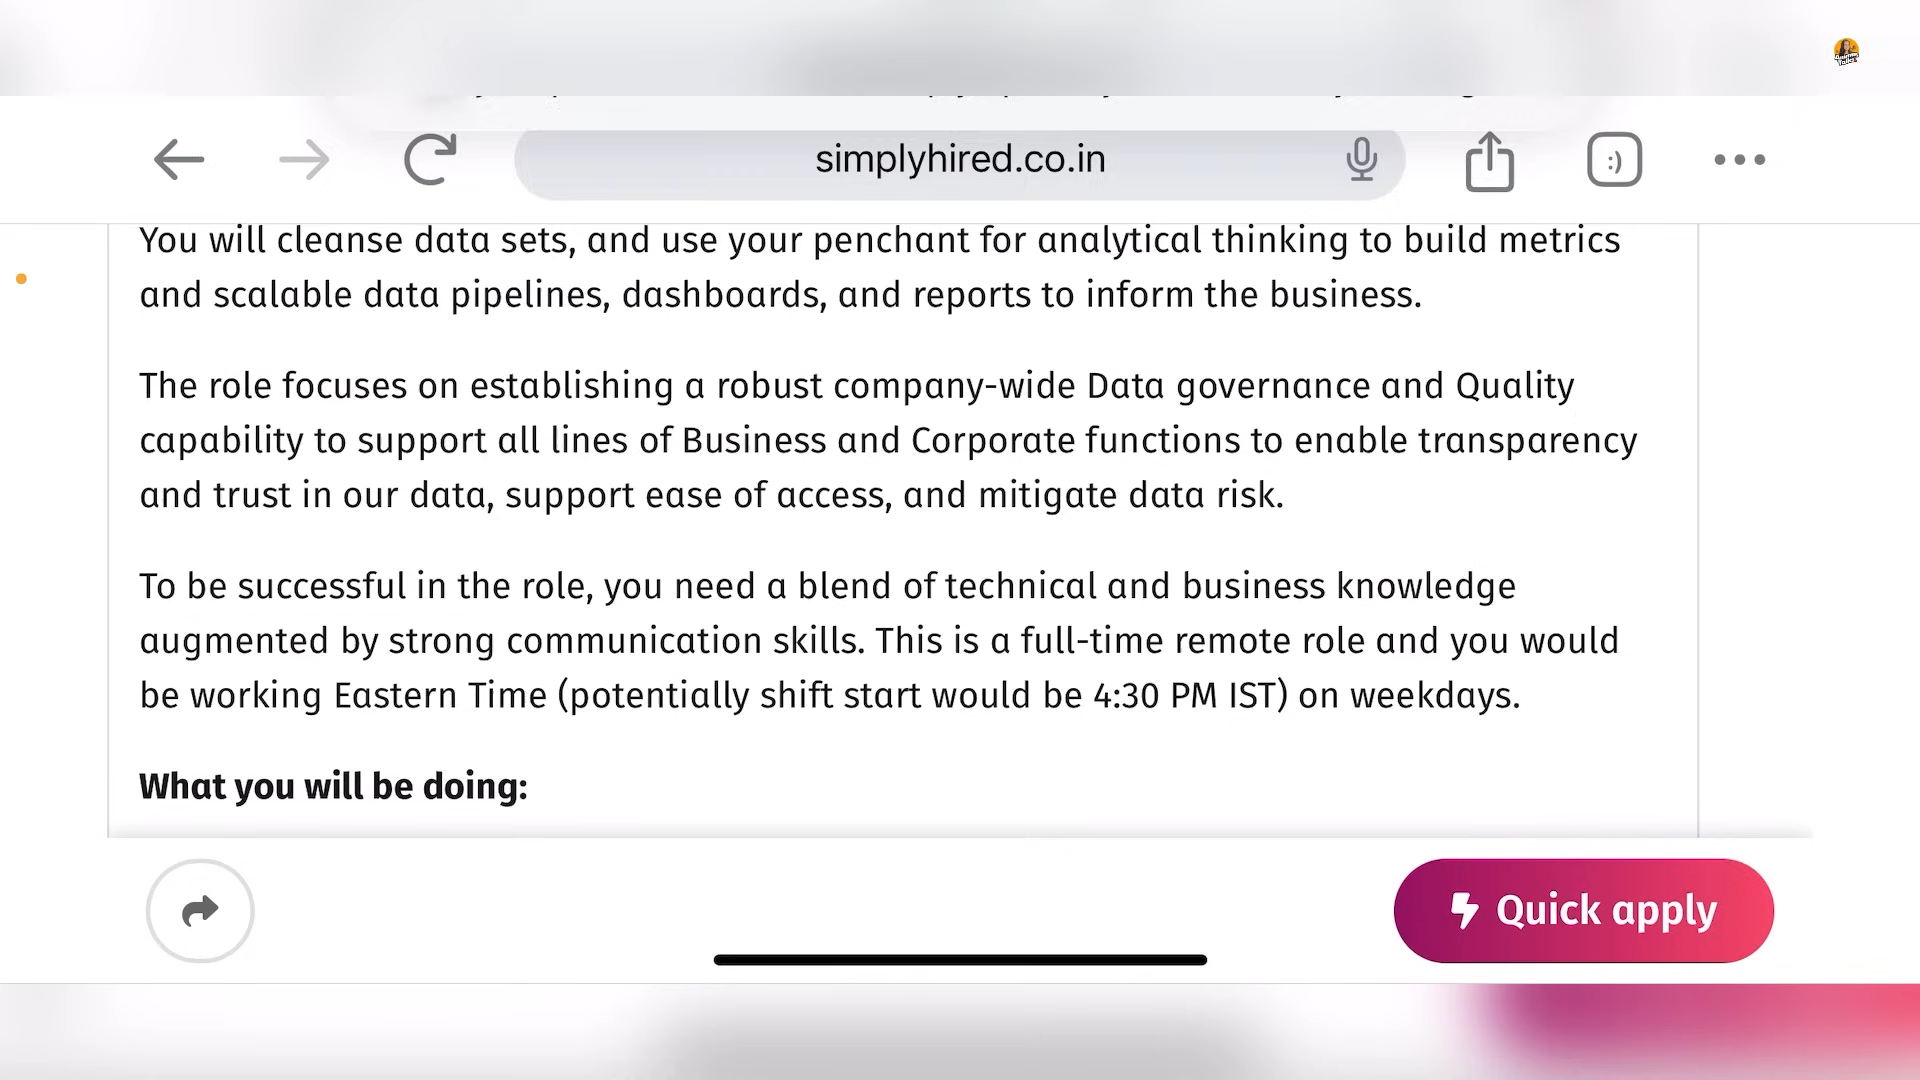 simplyhired.co.in
:)
You will cleanse data sets, and use your penchant for analytical thinking to build metrics
and scalable data pipelines, dashboards, and reports to inform the business.
The role focuses on establishing a robust company-wide Data governance and Quality
capability to support all lines of Business and Corporate functions to enable transparency
and trust in our data, support ease of access, and mitigate data risk.
To be successful in the role, you need a blend of technical and business knowledge
augmented by strong communication skills. This is a full-time remote role and you would
be working Eastern Time (potentially shift start would be 4:30 PM IST) on weekdays.
What you will be doing:
Quick apply